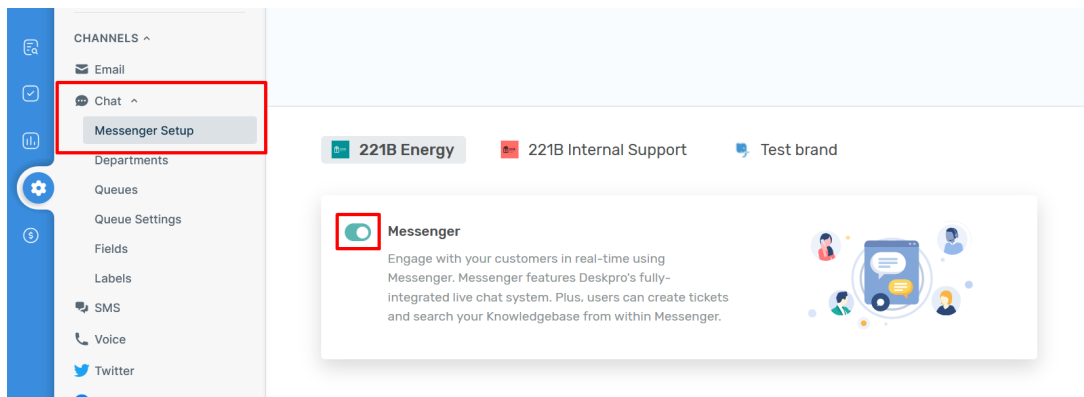 CHANNELS
Email
Chat
Messenger Setup
Departments
Queues
Queue Settings
Fields
Labels
SMS
Voice
Twitter
221B Energy
221B Internal Support
Test brand
Messenger
Engage with your customers in real-time using
Messenger. Messenger features Deskpro's fully-
integrated live chat system. Plus, users can create tickets
and search your Knowledgebase from within Messenger.